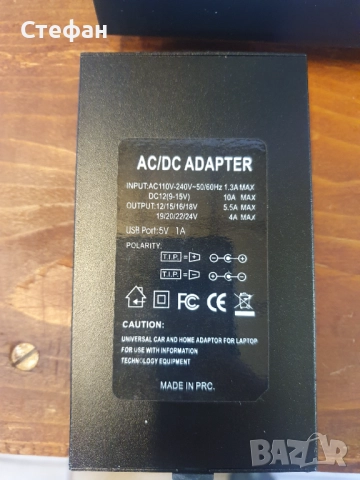 Стефан
AC/DC ADAPTER
INPUT:AC110V-240V~50/60Hz 1.3A MAX
DC12(9-15V) 10A MAX
OUTPUT:12/15/16/18V 5.5A MAX
19/20/22/24V 4A MAX
USB Port:5V 1A
POLARITY:
T.I.P.=+
T.I.P.=-
FC CE
CAUTION:
UNIVERSAL CAR AND HOME ADAPTOR FOR LAPTOP
FOR USE WITH INFORMATION
TECHNOLOGY EQUIPMENT
MADE IN PRC.
BAZAR